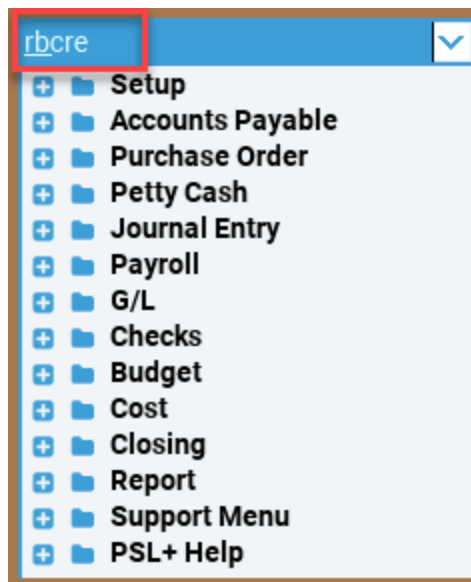 rbcre
Setup
Accounts Payable
Purchase Order
Petty Cash
Journal Entry
Payroll
G/L
Checks
Budget
Cost
Closing
Report
Support Menu
PSL+ Help